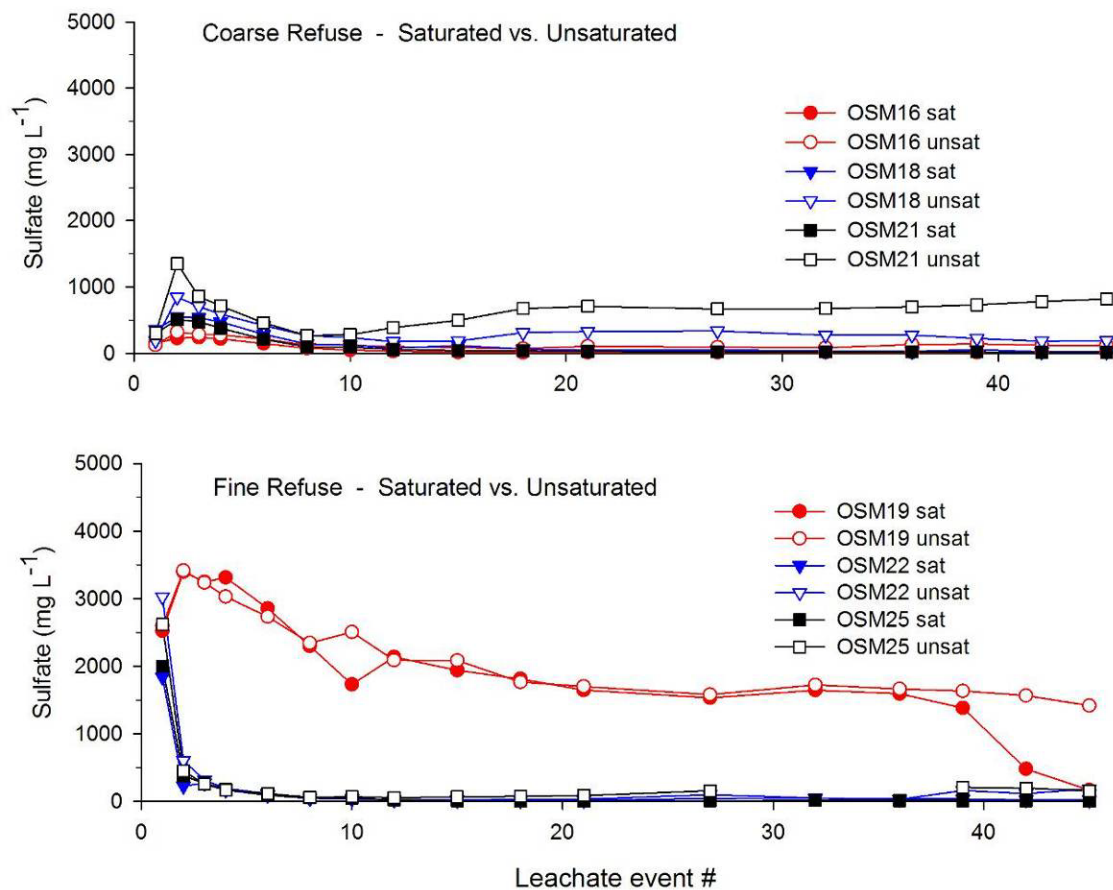 5000
4000
3000
2000
1000
0
Sulfate (mg L⁻¹)
Coarse Refuse - Saturated vs. Unsaturated
OSM16 sat
OSM16 unsat
OSM18 sat
OSM18 unsat
OSM21 sat
OSM21 unsat
0 10 20 30 40
5000
4000
3000
2000
1000
0
Sulfate (mg L⁻¹)
Fine Refuse - Saturated vs. Unsaturated
OSM19 sat
OSM19 unsat
OSM22 sat
OSM22 unsat
OSM25 sat
OSM25 unsat
0 10 20 30 40
Leachate event #